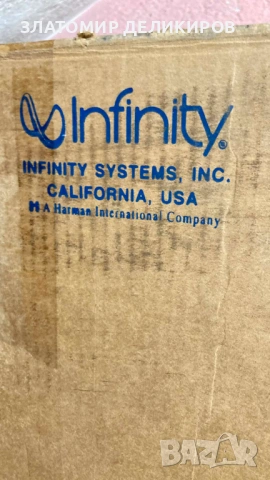 ЗЛАТОМИР ДЕЛИКИРОВ
Infinity®
INFINITY SYSTEMS, INC.
CALIFORNIA, USA
A Harman International Company
BAZAR